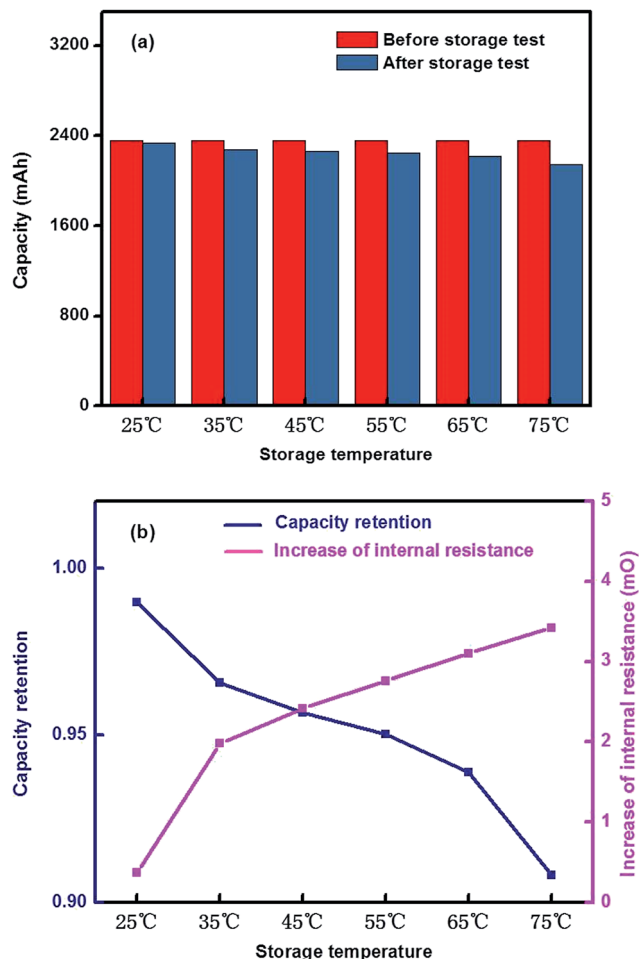 (a)
Before storage test
After storage test
3200
2400
1600
800
0
Capacity (mAh)
25℃ 35℃ 45℃ 55℃ 65℃ 75℃
Storage temperature
(b)
Capacity retention
Increase of internal resistance
1.00
0.95
0.90
Capacity retention
5
4
3
2
1
0
Increase of internal resistance (mO)
25℃ 35℃ 45℃ 55℃ 65℃ 75℃
Storage temperature